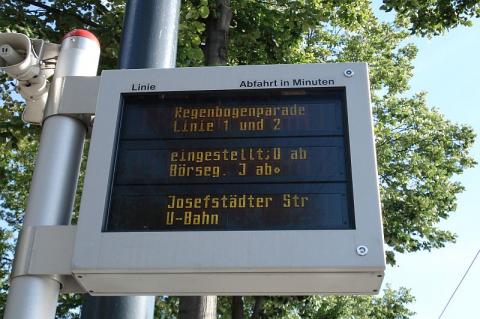 Linie Abfahrt in Minuten
Regenbogenparade
Linie 1 und 2
eingestellt;D ab
Börseg. J ab
Josefstädter Str
U-Bahn